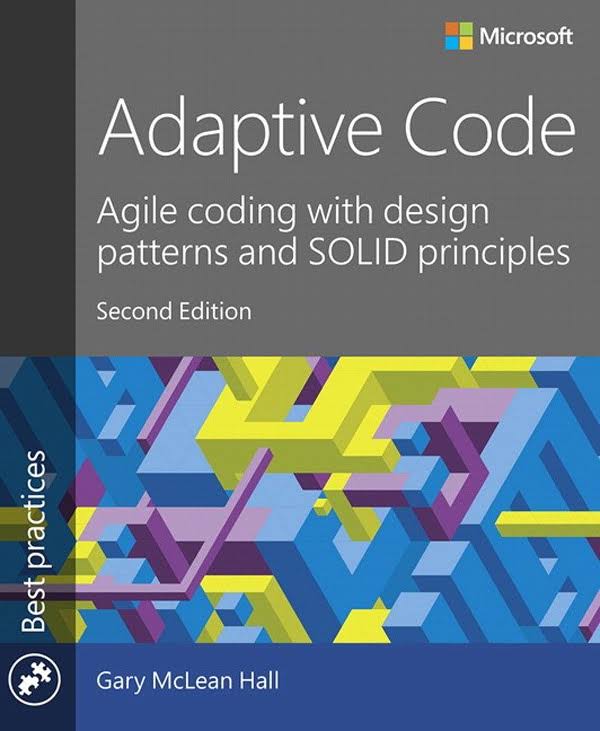 Microsoft
Adaptive Code
Agile coding with design
patterns and SOLID principles
Second Edition
Best practices
Gary McLean Hall